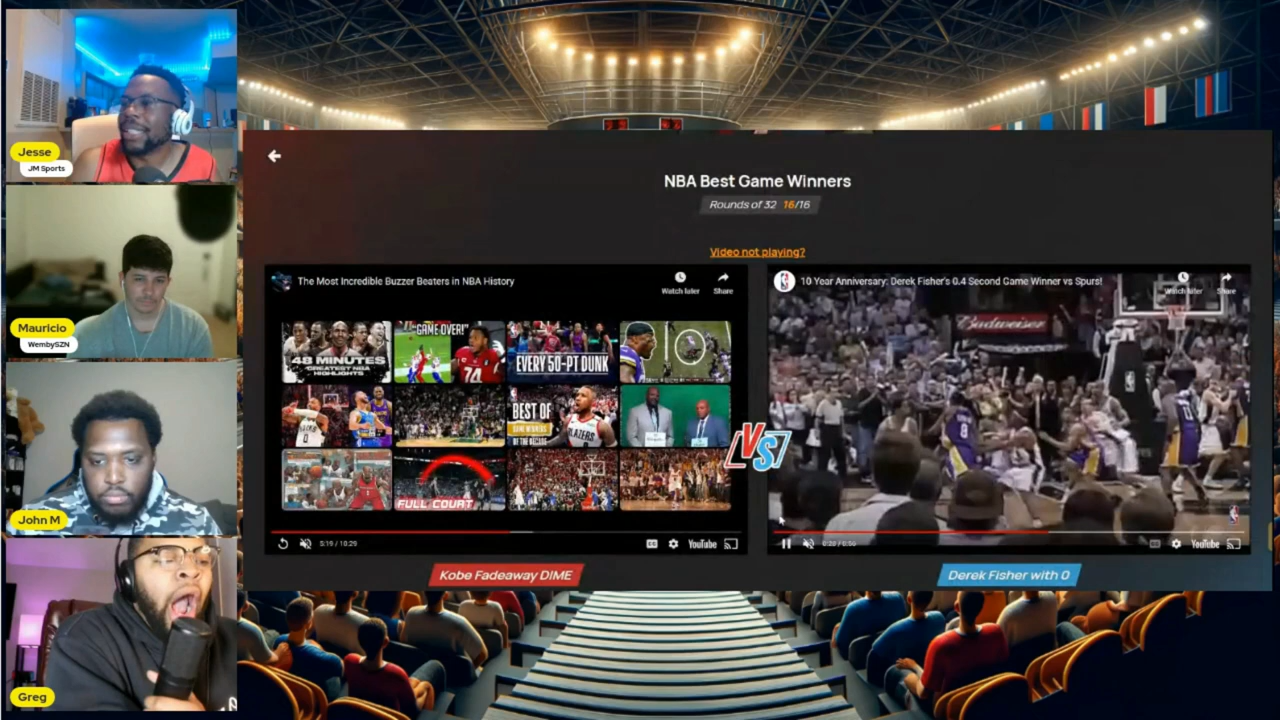 Jesse
JM Sports
Mauricio
WembySZN
John M
Greg
NBA Best Game Winners
Rounds of 32 16/16
Video not playing?
The Most Incredible Buzzer Beaters in NBA History
Watch later
Share
48 MINUTES
GREATEST NBA
HIGHLIGHTS
"GAME OVER!"
74
EVERY 50-PT DUNK
BEST OF
BLAZERS
FULL COURT
5:19 / 10:29
YouTube
Kobe Fadeaway DIME
VS
10 Year Anniversary: Derek Fisher's 0.4 Second Game Winner vs Spurs!
Watch later
Share
Budweiser
8
YouTube
Derek Fisher with 0